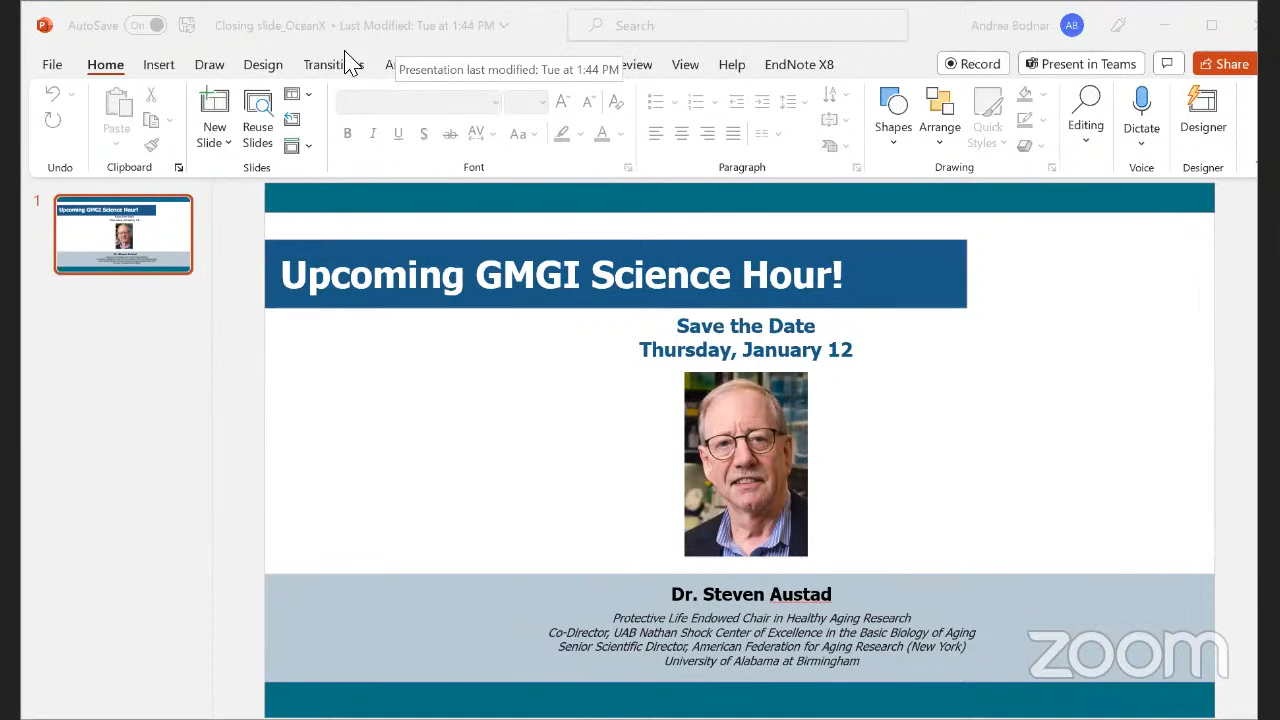 AutoSave On Closing slide_OceanX • Last Modified: Tue at 1:44 PM Search Andrea Bodnar AB
File Home Insert Draw Design Transitions A Presentation last modified: Tue at 1:44 PM eview View Help EndNote X8 Record Present in Teams Share
Paste New Slide Reuse Slides B I U S ab AV Aa A Shapes Arrange Quick Styles Editing Dictate Designer
Undo Clipboard Slides Font Paragraph Drawing Voice Designer
1
Upcoming GMGI Science Hour!
Save the Date
Thursday, January 12
Dr. Steven Austad
Protective Life Endowed Chair in Healthy Aging Research
Co-Director, UAB Nathan Shock Center of Excellence in the Basic Biology of Aging
Senior Scientific Director, American Federation for Aging Research (New York)
University of Alabama at Birmingham
zoom